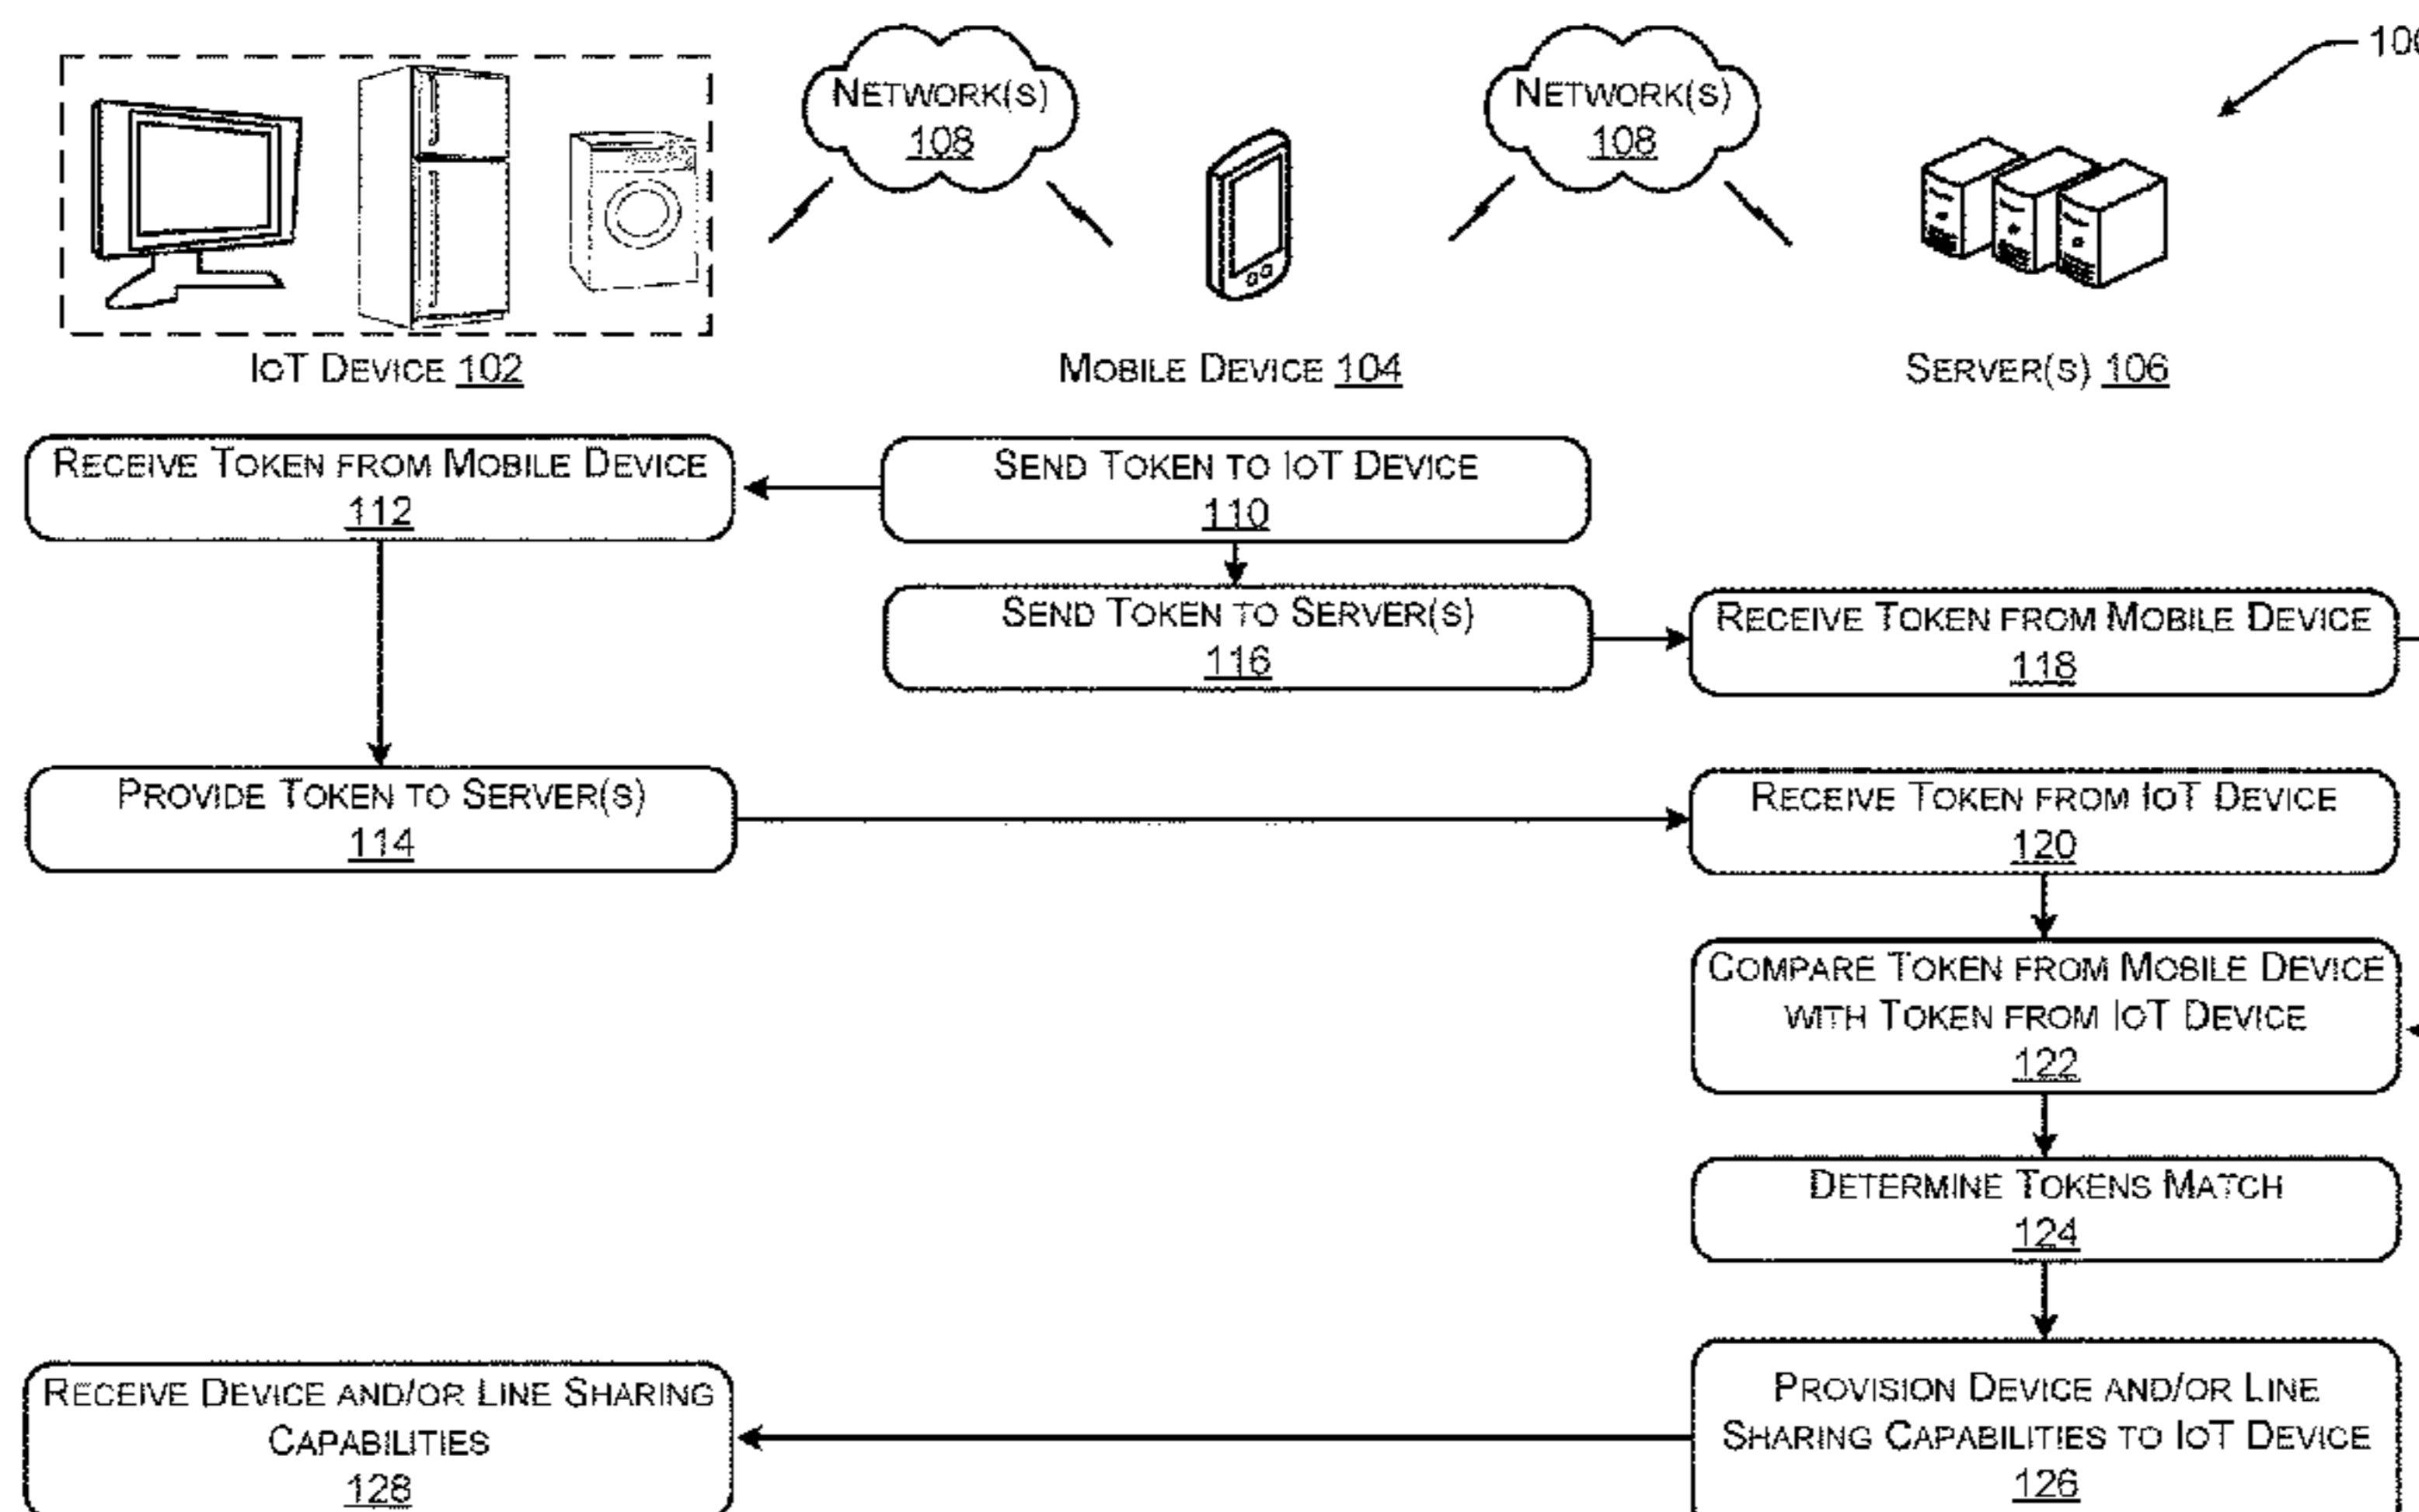 NETWORK(S)
108
NETWORK(S)
108
IOT DEVICE 102
MOBILE DEVICE 104
SERVER(S) 106
RECEIVE TOKEN FROM MOBILE DEVICE
112
SEND TOKEN TO IOT DEVICE
110
SEND TOKEN TO SERVER(S)
116
RECEIVE TOKEN FROM MOBILE DEVICE
118
PROVIDE TOKEN TO SERVER(S)
114
RECEIVE TOKEN FROM IOT DEVICE
120
COMPARE TOKEN FROM MOBILE DEVICE
WITH TOKEN FROM IOT DEVICE
122
DETERMINE TOKENS MATCH
124
RECEIVE DEVICE AND/OR LINE SHARING
CAPABILITIES
128
PROVISION DEVICE AND/OR LINE
SHARING CAPABILITIES TO IOT DEVICE
126